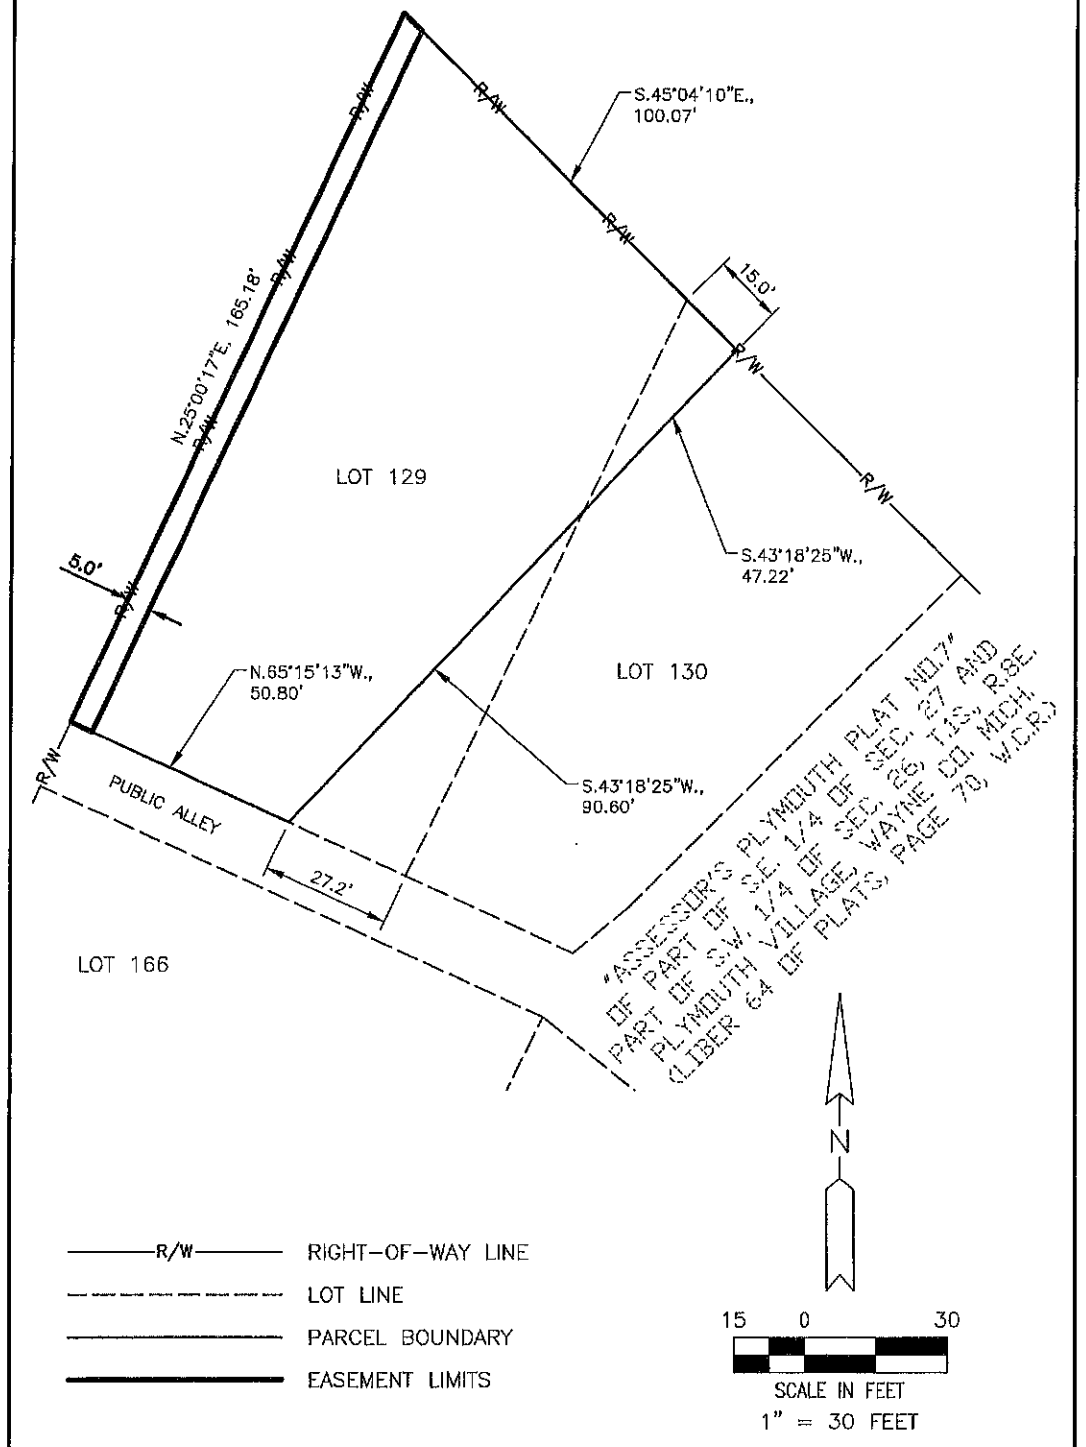 S.45°04'10"E.,
100.07'
R/W
R/W
R/W
15.0'
R/W
N.25°00'17"E, 165.18'
R/W
R/W
R/W
LOT 129
R/W
S.43°18'25"W.,
47.22'
5.0'
R/W
N.65°15'13"W.,
50.80'
LOT 130
S.43°18'25"W.,
90.60'
R/W
PUBLIC ALLEY
27.2'
LOT 166
"ASSESSOR'S PLYMOUTH PLAT NO.7"
OF PART OF S.E. 1/4 OF SEC. 27 AND
PART OF S.W. 1/4 OF SEC. 26, T.1S., R.8E.
PLYMOUTH VILLAGE, WAYNE CO. MICH.
(LIBER 64 OF PLATS, PAGE 70, W.C.R.)
N
R/W RIGHT-OF-WAY LINE
LOT LINE
PARCEL BOUNDARY
EASEMENT LIMITS
15 0 30
SCALE IN FEET
1" = 30 FEET